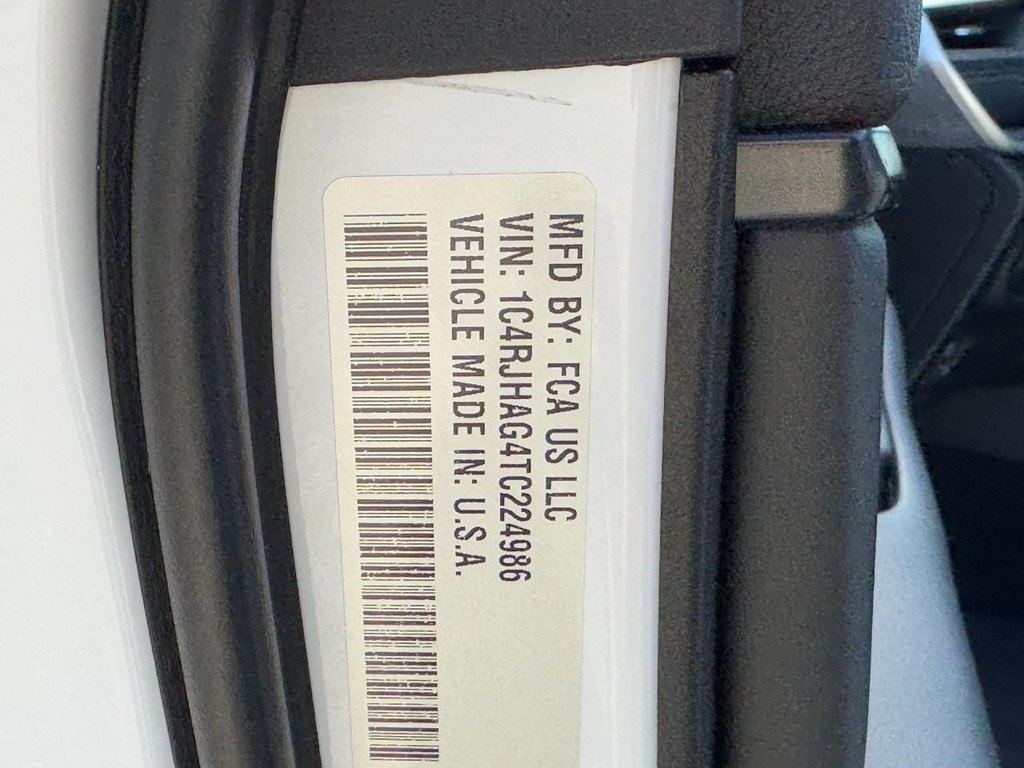 MFD BY: FCA US LLC
VIN: 1C4RJHAG4TC224986
VEHICLE MADE IN: U.S.A.